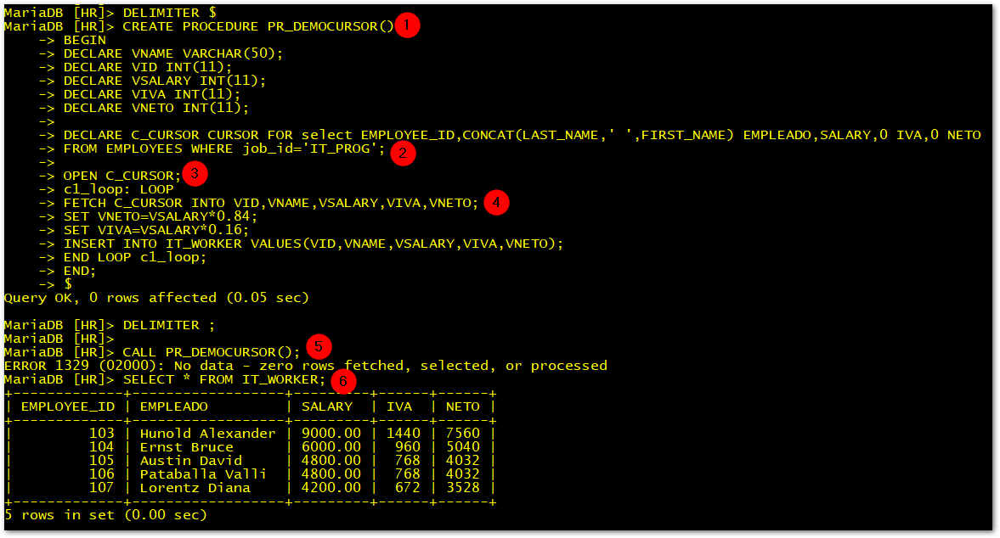 MariaDB [HR]> DELIMITER $
MariaDB [HR]> CREATE PROCEDURE PR_DEMOCURSOR() 1
    -> BEGIN
    -> DECLARE VNAME VARCHAR(50);
    -> DECLARE VID INT(11);
    -> DECLARE VSALARY INT(11);
    -> DECLARE VIVA INT(11);
    -> DECLARE VNETO INT(11);
    ->
    -> DECLARE C_CURSOR CURSOR FOR select EMPLOYEE_ID,CONCAT(LAST_NAME,' ',FIRST_NAME) EMPLEADO,SALARY,0 IVA,0 NETO
    -> FROM EMPLOYEES WHERE job_id='IT_PROG'; 2
    ->
    -> OPEN C_CURSOR; 3
    -> c1_loop: LOOP
    -> FETCH C_CURSOR INTO VID,VNAME,VSALARY,VIVA,VNETO; 4
    -> SET VNETO=VSALARY*0.84;
    -> SET VIVA=VSALARY*0.16;
    -> INSERT INTO IT_WORKER VALUES(VID,VNAME,VSALARY,VIVA,VNETO);
    -> END LOOP c1_loop;
    -> END;
    -> $
Query OK, 0 rows affected (0.05 sec)
MariaDB [HR]> DELIMITER ;
MariaDB [HR]>
MariaDB [HR]> CALL PR_DEMOCURSOR(); 5
ERROR 1329 (02000): No data - zero rows fetched, selected, or processed
MariaDB [HR]> SELECT * FROM IT_WORKER; 6
+-------------+------------------+---------+------+------+
| EMPLOYEE_ID | EMPLEADO         | SALARY  | IVA  | NETO |
+-------------+------------------+---------+------+------+
|         103 | Hunold Alexander | 9000.00 | 1440 | 7560 |
|         104 | Ernst Bruce      | 6000.00 |  960 | 5040 |
|         105 | Austin David     | 4800.00 |  768 | 4032 |
|         106 | Pataballa Valli  | 4800.00 |  768 | 4032 |
|         107 | Lorentz Diana    | 4200.00 |  672 | 3528 |
+-------------+------------------+---------+------+------+
5 rows in set (0.00 sec)